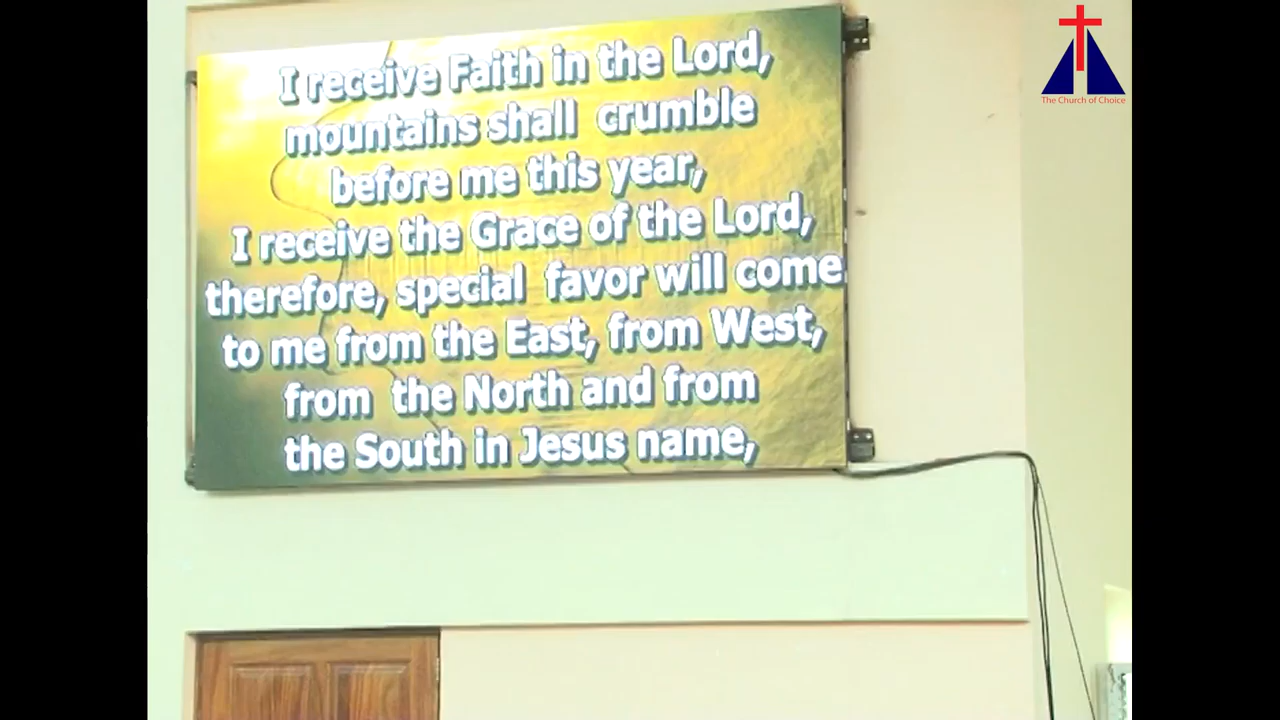 I receive Faith in the Lord,
mountains shall crumble
before me this year,
I receive the Grace of the Lord,
therefore, special favor will come
to me from the East, from West,
from the North and from
the South in Jesus name,
The Church of Choice